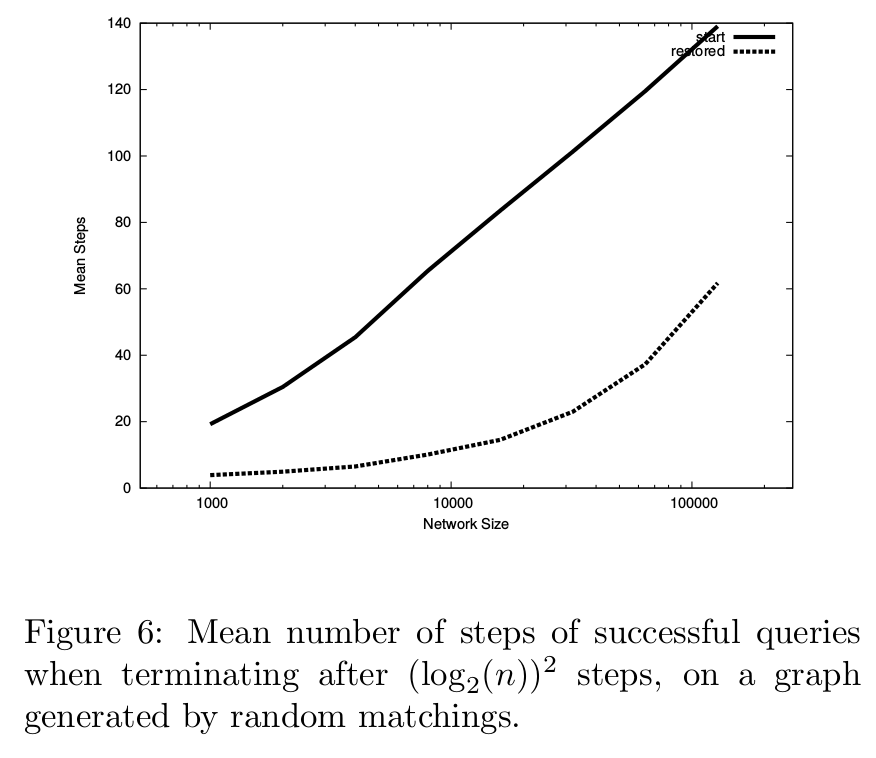 140
120
100
80
60
40
20
0
Mean Steps
start
restored
1000 10000 100000
Network Size
Figure 6: Mean number of steps of successful queries
when terminating after (log₂(n))² steps, on a graph
generated by random matchings.